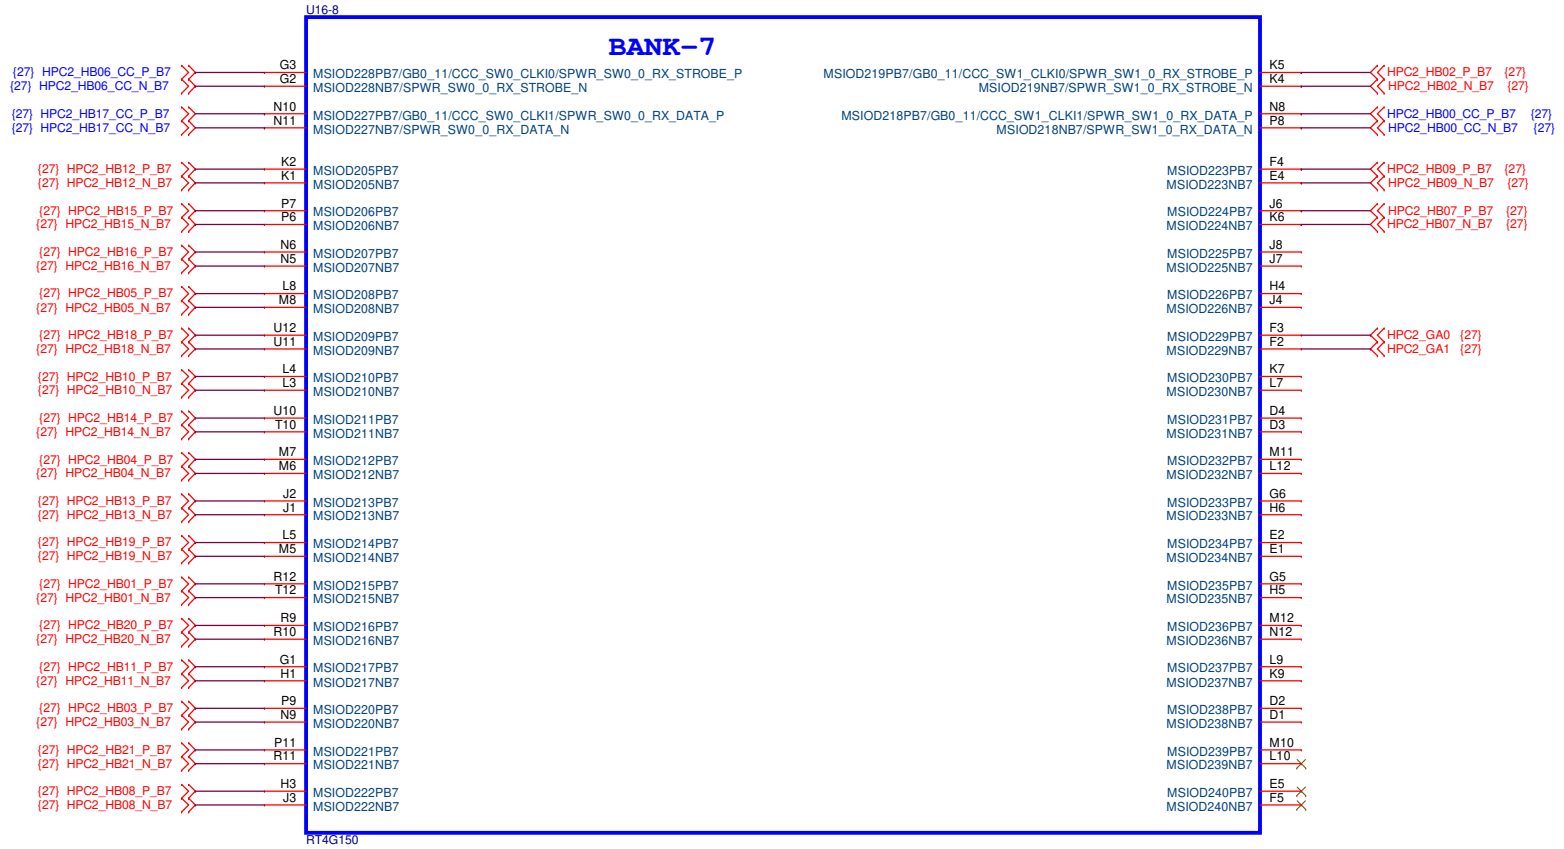 U16-8
BANK-7
{27} HPC2_HB06_CC_P_B7 G3 MSIOD228PB7/GB0_11/CCC_SW0_CLKI0/SPWR_SW0_0_RX_STROBE_P MSIOD219PB7/GB0_11/CCC_SW1_CLKI0/SPWR_SW1_0_RX_STROBE_P K5 HPC2_HB02_P_B7 {27}
{27} HPC2_HB06_CC_N_B7 G2 MSIOD228NB7/SPWR_SW0_0_RX_STROBE_N MSIOD219NB7/SPWR_SW1_0_RX_STROBE_N K4 HPC2_HB02_N_B7 {27}
{27} HPC2_HB17_CC_P_B7 N10 MSIOD227PB7/GB0_11/CCC_SW0_CLKI1/SPWR_SW0_0_RX_DATA_P MSIOD218PB7/GB0_11/CCC_SW1_CLKI1/SPWR_SW1_0_RX_DATA_P N8 HPC2_HB00_CC_P_B7 {27}
{27} HPC2_HB17_CC_N_B7 N11 MSIOD227NB7/SPWR_SW0_0_RX_DATA_N MSIOD218NB7/SPWR_SW1_0_RX_DATA_N P8 HPC2_HB00_CC_N_B7 {27}
{27} HPC2_HB12_P_B7 K2 MSIOD205PB7 MSIOD223PB7 F4 HPC2_HB09_P_B7 {27}
{27} HPC2_HB12_N_B7 K1 MSIOD205NB7 MSIOD223NB7 E4 HPC2_HB09_N_B7 {27}
{27} HPC2_HB15_P_B7 P7 MSIOD206PB7 MSIOD224PB7 J6 HPC2_HB07_P_B7 {27}
{27} HPC2_HB15_N_B7 P6 MSIOD206NB7 MSIOD224NB7 K6 HPC2_HB07_N_B7 {27}
{27} HPC2_HB16_P_B7 N6 MSIOD207PB7 MSIOD225PB7 J8
{27} HPC2_HB16_N_B7 N5 MSIOD207NB7 MSIOD225NB7 J7
{27} HPC2_HB05_P_B7 L8 MSIOD208PB7 MSIOD226PB7 H4
{27} HPC2_HB05_N_B7 M8 MSIOD208NB7 MSIOD226NB7 J4
{27} HPC2_HB18_P_B7 U12 MSIOD209PB7 MSIOD229PB7 F3 HPC2_GA0 {27}
{27} HPC2_HB18_N_B7 U11 MSIOD209NB7 MSIOD229NB7 F2 HPC2_GA1 {27}
{27} HPC2_HB10_P_B7 L4 MSIOD210PB7 MSIOD230PB7 K7
{27} HPC2_HB10_N_B7 L3 MSIOD210NB7 MSIOD230NB7 L7
{27} HPC2_HB14_P_B7 U10 MSIOD211PB7 MSIOD231PB7 D4
{27} HPC2_HB14_N_B7 T10 MSIOD211NB7 MSIOD231NB7 D3
{27} HPC2_HB04_P_B7 M7 MSIOD212PB7 MSIOD232PB7 M11
{27} HPC2_HB04_N_B7 M6 MSIOD212NB7 MSIOD232NB7 L12
{27} HPC2_HB13_P_B7 J2 MSIOD213PB7 MSIOD233PB7 G6
{27} HPC2_HB13_N_B7 J1 MSIOD213NB7 MSIOD233NB7 H6
{27} HPC2_HB19_P_B7 L5 MSIOD214PB7 MSIOD234PB7 E2
{27} HPC2_HB19_N_B7 M5 MSIOD214NB7 MSIOD234NB7 E1
{27} HPC2_HB01_P_B7 R12 MSIOD215PB7 MSIOD235PB7 G5
{27} HPC2_HB01_N_B7 T12 MSIOD215NB7 MSIOD235NB7 H5
{27} HPC2_HB20_P_B7 R9 MSIOD216PB7 MSIOD236PB7 M12
{27} HPC2_HB20_N_B7 R10 MSIOD216NB7 MSIOD236NB7 N12
{27} HPC2_HB11_P_B7 G1 MSIOD217PB7 MSIOD237PB7 L9
{27} HPC2_HB11_N_B7 H1 MSIOD217NB7 MSIOD237NB7 K9
{27} HPC2_HB03_P_B7 P9 MSIOD220PB7 MSIOD238PB7 D2
{27} HPC2_HB03_N_B7 N9 MSIOD220NB7 MSIOD238NB7 D1
{27} HPC2_HB21_P_B7 P11 MSIOD221PB7 MSIOD239PB7 M10
{27} HPC2_HB21_N_B7 R11 MSIOD221NB7 MSIOD239NB7 L10
{27} HPC2_HB08_P_B7 H3 MSIOD222PB7 MSIOD240PB7 E5
{27} HPC2_HB08_N_B7 J3 MSIOD222NB7 MSIOD240NB7 F5
RT4G150